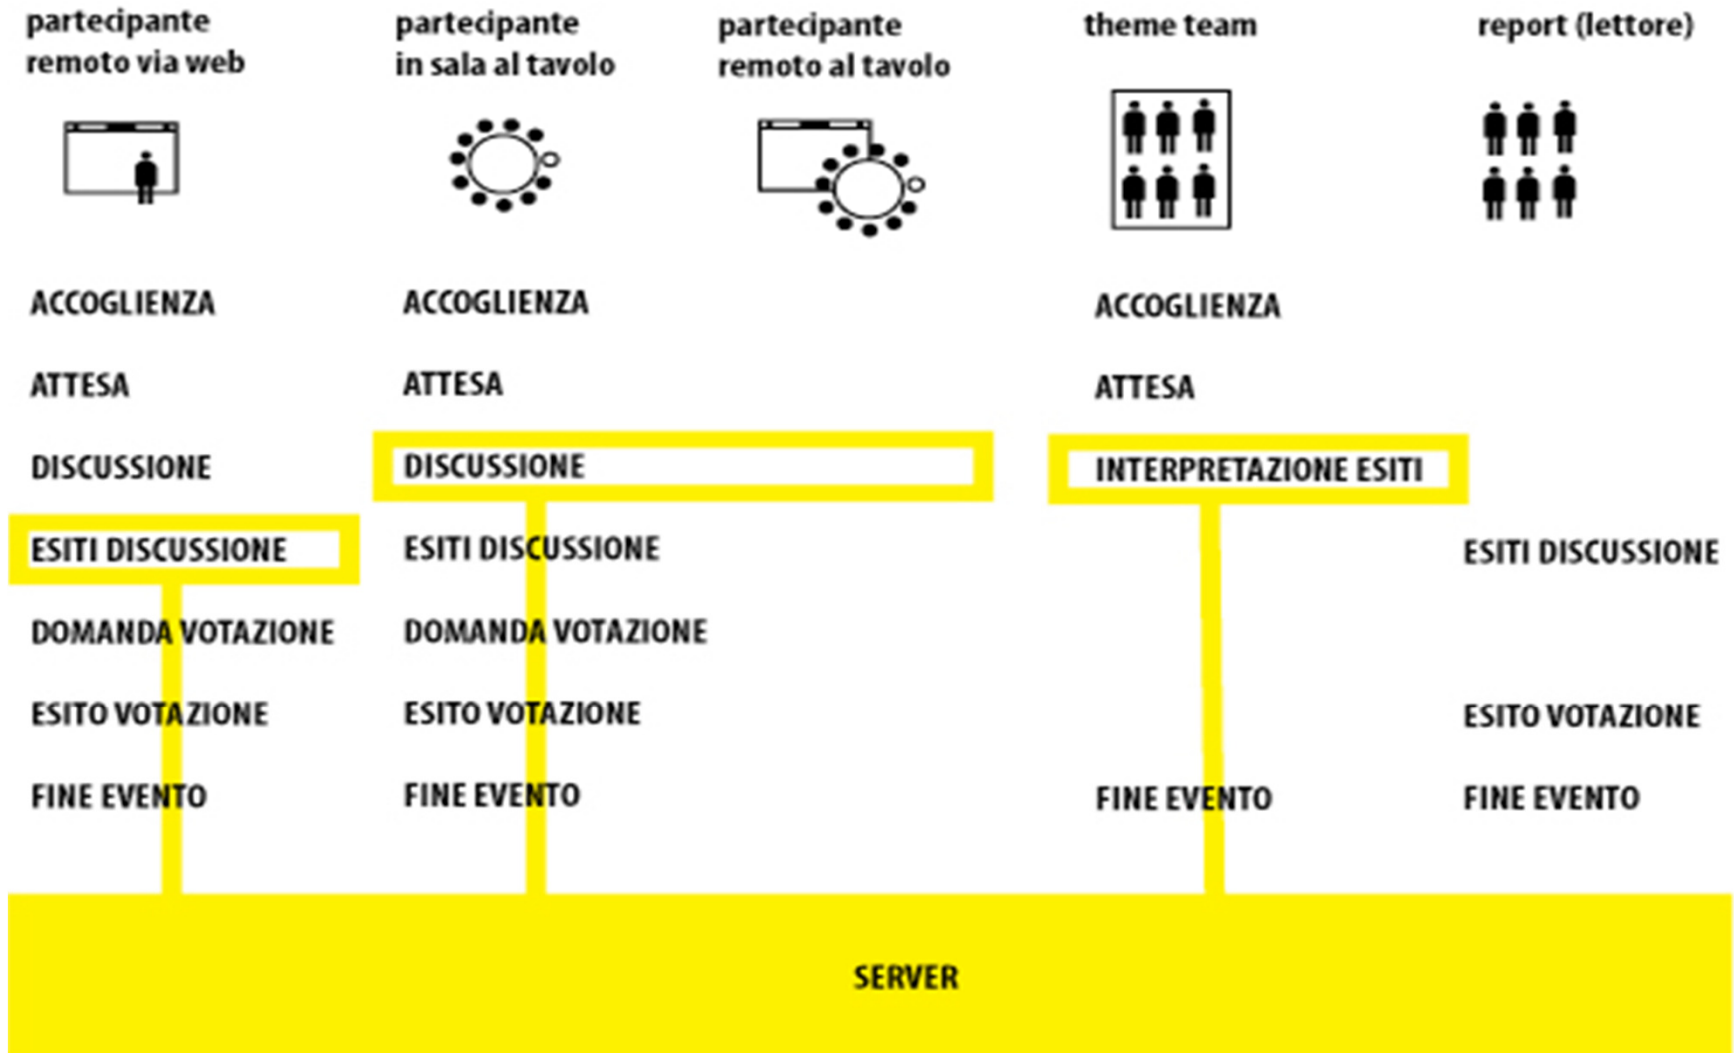 partecipante
remoto via web
partecipante
in sala al tavolo
partecipante
remoto al tavolo
theme team
report (lettore)
ACCOGLIENZA
ACCOGLIENZA
ACCOGLIENZA
ATTESA
ATTESA
ATTESA
DISCUSSIONE
DISCUSSIONE
INTERPRETAZIONE ESITI
ESITI DISCUSSIONE
ESITI DISCUSSIONE
ESITI DISCUSSIONE
DOMANDA VOTAZIONE
DOMANDA VOTAZIONE
ESITO VOTAZIONE
ESITO VOTAZIONE
ESITO VOTAZIONE
FINE EVENTO
FINE EVENTO
FINE EVENTO
FINE EVENTO
SERVER